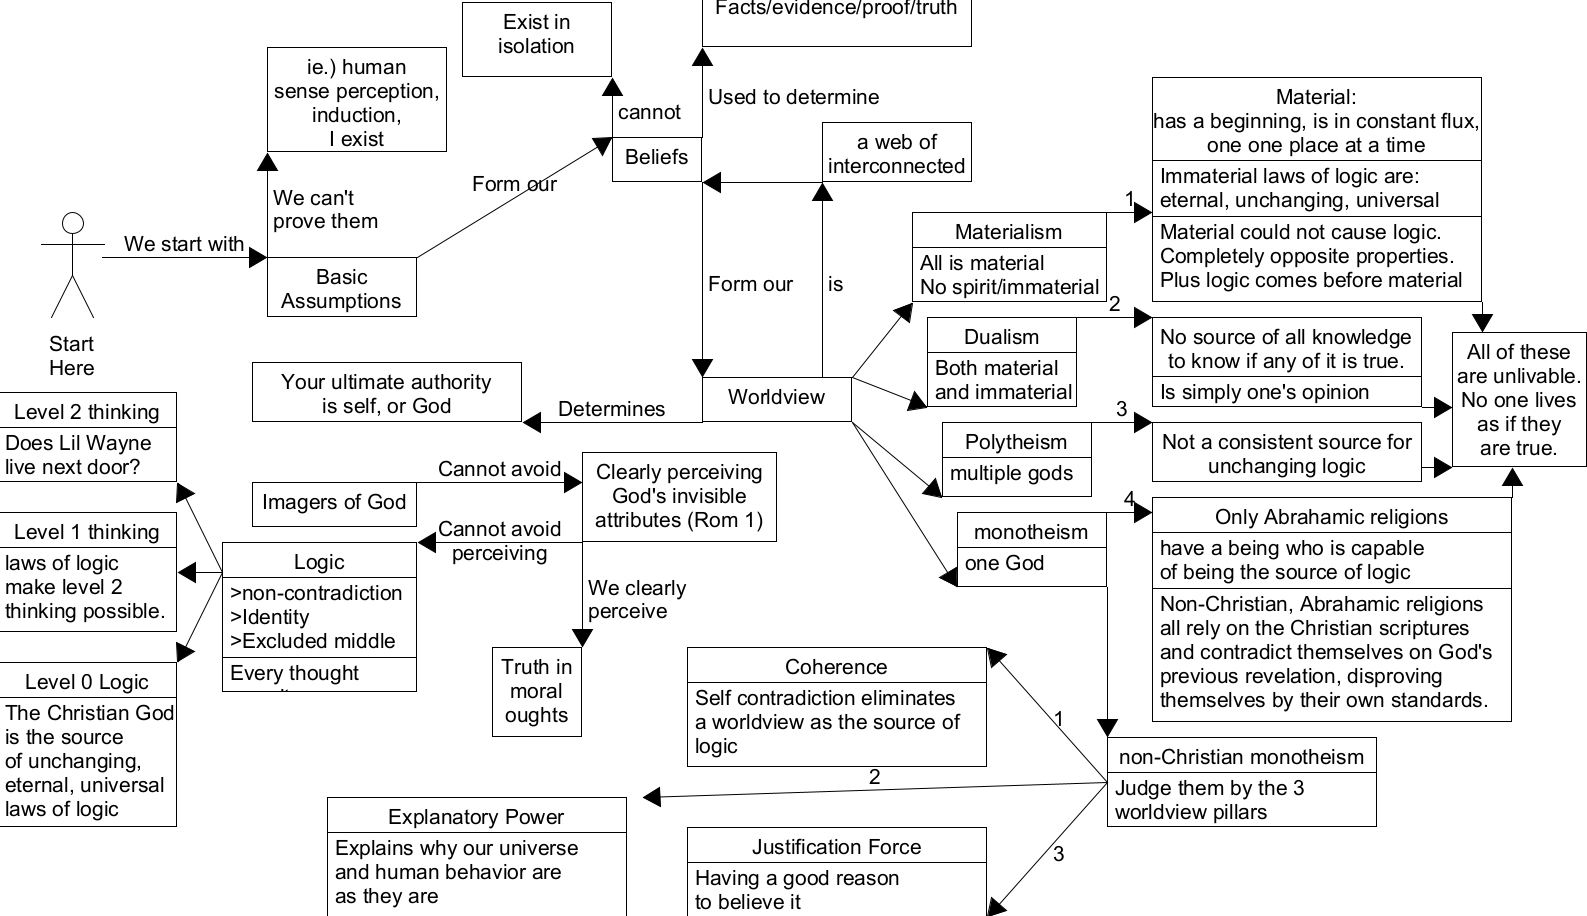 Facts/evidence/proof/truth
Exist in
isolation
ie.) human
sense perception,
induction,
I exist
cannot
Used to determine
Beliefs
a web of
interconnected
Form our
We can't
prove them
We start with
Basic
Assumptions
Start
Here
Form our
is
Materialism
All is material
No spirit/immaterial
1
Material:
has a beginning, is in constant flux,
one one place at a time
Immaterial laws of logic are:
eternal, unchanging, universal
Material could not cause logic.
Completely opposite properties.
Plus logic comes before material
2
Dualism
Both material
and immaterial
No source of all knowledge
to know if any of it is true.
Is simply one's opinion
All of these
are unlivable.
No one lives
as if they
are true.
Your ultimate authority
is self, or God
Determines
Worldview
3
Polytheism
multiple gods
Not a consistent source for
unchanging logic
4
monotheism
one God
Only Abrahamic religions
have a being who is capable
of being the source of logic
Non-Christian, Abrahamic religions
all rely on the Christian scriptures
and contradict themselves on God's
previous revelation, disproving
themselves by their own standards.
Level 2 thinking
Does Lil Wayne
live next door?
Imagers of God
Cannot avoid
Clearly perceiving
God's invisible
attributes (Rom 1)
Cannot avoid
perceiving
Level 1 thinking
laws of logic
make level 2
thinking possible.
Logic
>non-contradiction
>Identity
>Excluded middle
Every thought
We clearly
perceive
Truth in
moral
oughts
Level 0 Logic
The Christian God
is the source
of unchanging,
eternal, universal
laws of logic
Coherence
Self contradiction eliminates
a worldview as the source of
logic
1
2
3
non-Christian monotheism
Judge them by the 3
worldview pillars
Explanatory Power
Explains why our universe
and human behavior are
as they are
Justification Force
Having a good reason
to believe it